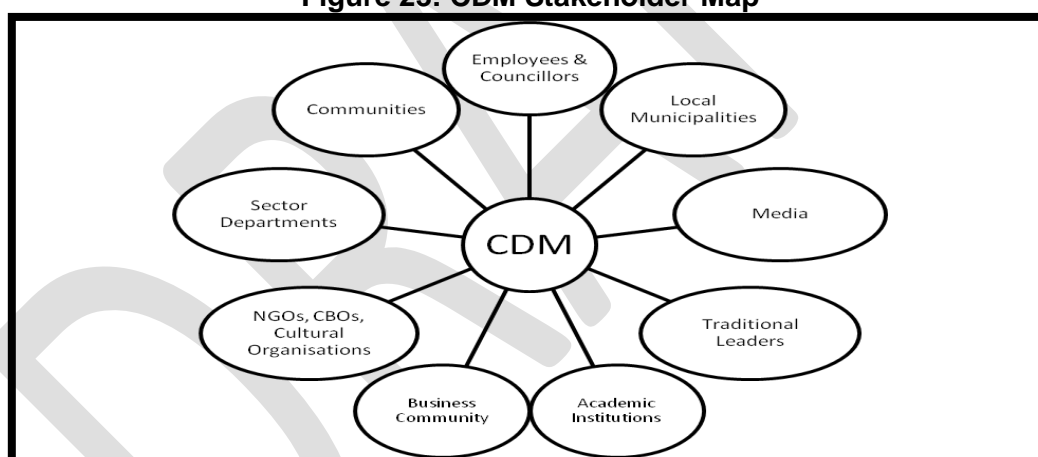 Figure 23: CDM Stakeholder Map
Employees &
Councillors
Communities
Local
Municipalities
Sector
Departments
Media
CDM
NGOs, CBOs,
Cultural
Organisations
Traditional
Leaders
Business
Community
Academic
Institutions